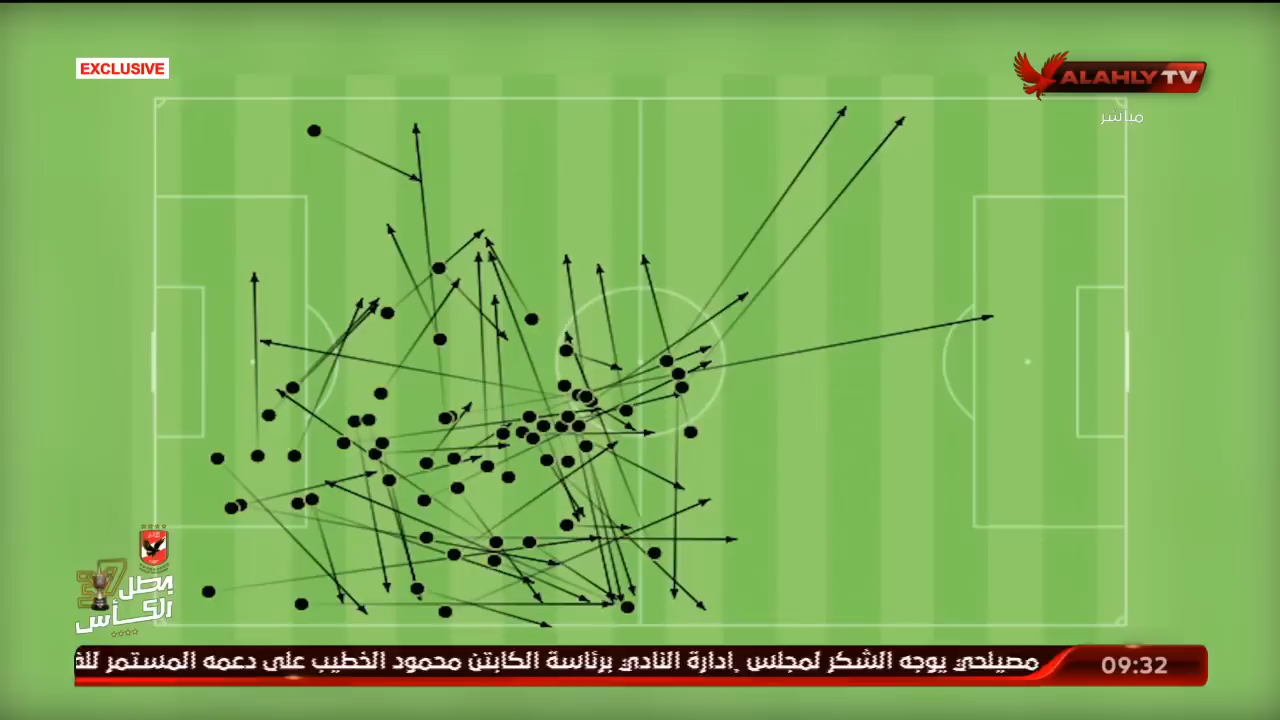 EXCLUSIVE
ALAHLY TV
مباشر
37
بطل
الكأس
مصيلحي يوجه الشكر لمجلس إدارة النادي برئاسة الكابتن محمود الخطيب على دعمه المستمر
09:32